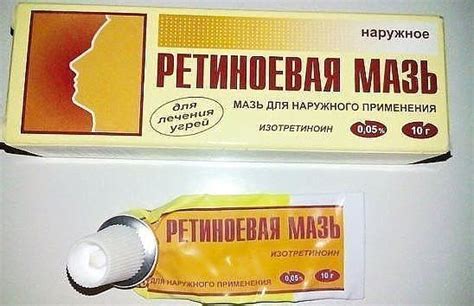 наружное
РЕТИНОЕВАЯ МАЗЬ
для
лечения
угрей
МАЗЬ ДЛЯ НАРУЖНОГО ПРИМЕНЕНИЯ
ИЗОТРЕТИНОИН 0,05% 10 г
РЕТИНОЕВАЯ МАЗЬ
ИЗОТРЕТИНОИН
ДЛЯ НАРУЖНОГО ПРИМЕНЕНИЯ 0,05% 10 г